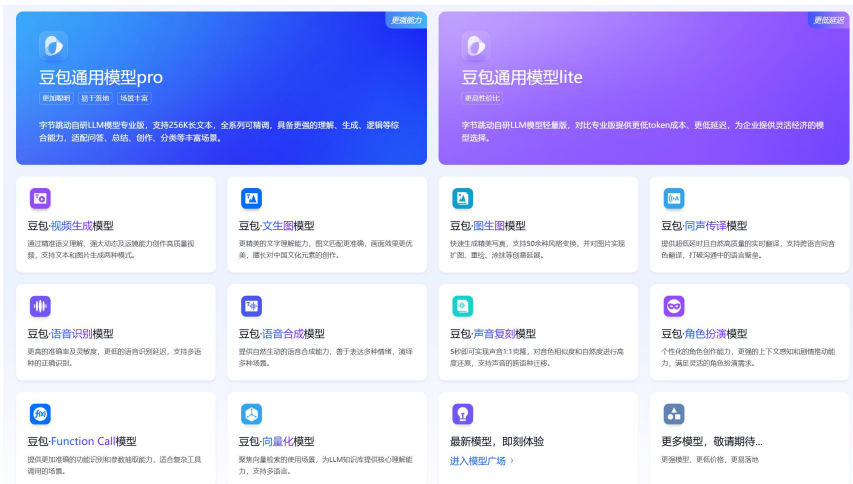 更强能力
豆包通用模型pro
更加聪明 易于落地 场景丰富
字节跳动自研LLM模型专业版，支持256K长文本，全系列可精调，具备更强的理解、生成、逻辑等综
合能力，适配问答、总结、创作、分类等丰富场景。
更低延迟
豆包通用模型lite
更高性价比
字节跳动自研LLM模型轻量版，对比专业版提供更低token成本、更低延迟，为企业提供灵活经济的模
型选择。
豆包·视频生成模型
通过精准语义理解、强大动态及运镜能力创作高质量视
频，支持文本和图片生成两种模式。
豆包·文生图模型
更精美的文字理解能力，图文匹配更准确，画面效果更优
美，擅长对中国文化元素的创作。
豆包·图生图模型
快速生成精美写真，支持50余种风格变换，并对图片实现
扩图、重绘、涂抹等创意延展。
豆包·同声传译模型
提供超低延时且自然高质量的实时翻译，支持跨语言同音
色翻译，打破沟通中的语言壁垒。
豆包·语音识别模型
更高的准确率及灵敏度，更低的语音识别延迟，支持多语
种的正确识别。
豆包·语音合成模型
提供自然生动的语音合成能力，善于表达多种情绪，演绎
多种场景。
豆包·声音复刻模型
5秒即可实现声音1:1克隆，对音色相似度和自然度进行高
度还原，支持声音的跨语种迁移。
豆包·角色扮演模型
个性化的角色创作能力，更强的上下文感知和剧情推动能
力，满足灵活的角色扮演需求。
豆包·Function Call模型
提供更加准确的功能识别和参数抽取能力，适合复杂工具
调用的场景。
豆包·向量化模型
聚焦向量检索的使用场景，为LLM知识库提供核心理解能
力，支持多语言。
最新模型，即刻体验
进入模型广场 ›
更多模型，敬请期待...
更强模型，更低价格，更易落地